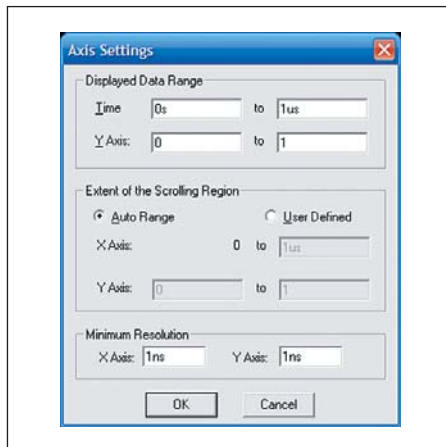 Axis Settings
Displayed Data Range
Time 0s to 1us
Y Axis: 0 to 1
Extent of the Scrolling Region
Auto Range User Defined
X Axis: 0 to 1us
Y Axis: 0 to 1
Minimum Resolution
X Axis: 1ns Y Axis: 1ns
OK Cancel